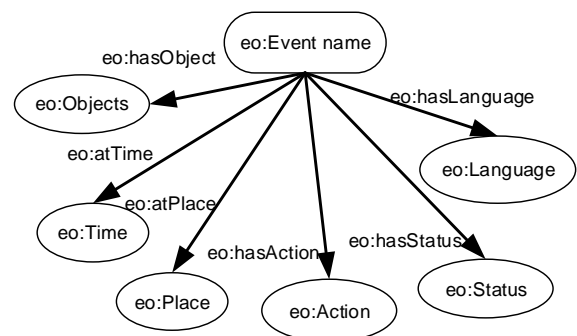 eo:Event name
eo:hasObject
eo:Objects
eo:hasLanguage
eo:Language
eo:atTime
eo:Time
eo:atPlace
eo:Place
eo:hasAction
eo:Action
eo:hasStatus
eo:Status